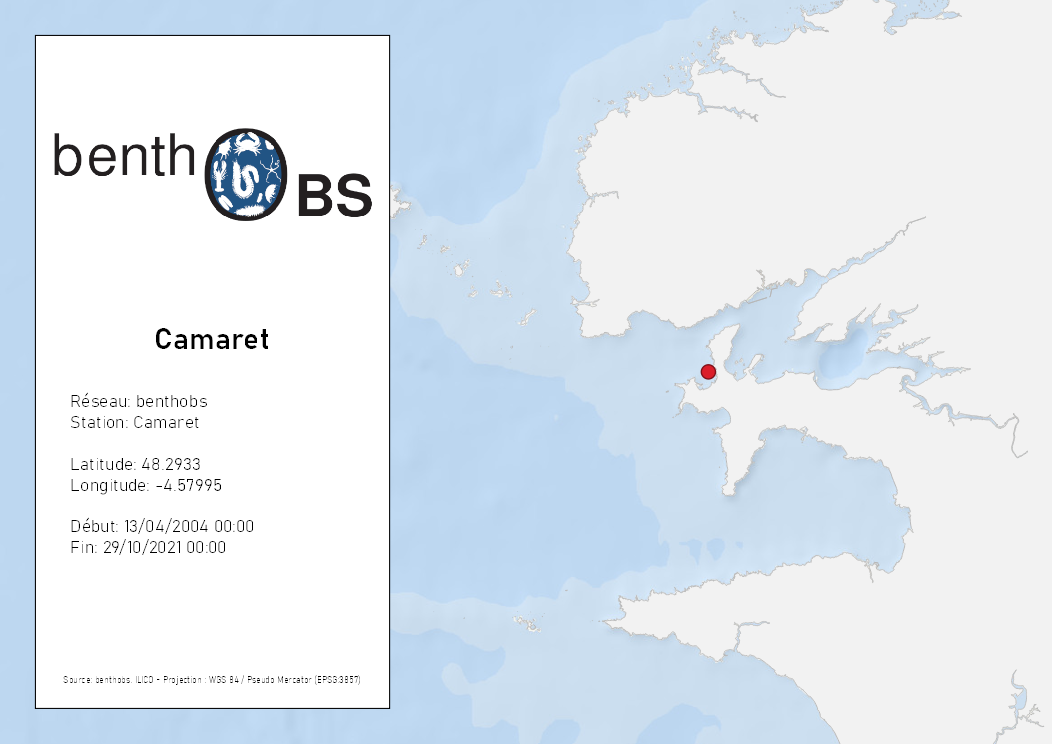 benthOBS
Camaret
Réseau: benthobs
Station: Camaret
Latitude: 48.2933
Longitude: -4.57995
Début: 13/04/2004 00:00
Fin: 29/10/2021 00:00
Source: benthobs, ILICO - Projection : WGS 84 / Pseudo Mercator (EPSG:3857)